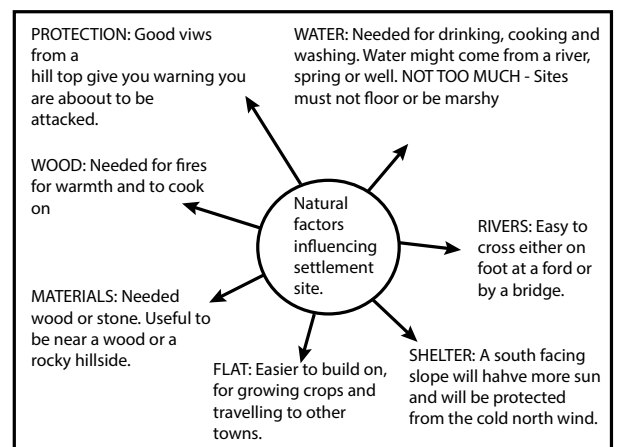 PROTECTION: Good viws
from a
hill top give you warning you
are aboout to be
attacked.
WATER: Needed for drinking, cooking and
washing. Water might come from a river,
spring or well. NOT TOO MUCH - Sites
must not floor or be marshy
WOOD: Needed for fires
for warmth and to cook
on
Natural
factors
influencing
settlement
site.
RIVERS: Easy to
cross either on
foot at a ford or
by a bridge.
MATERIALS: Needed
wood or stone. Useful to
be near a wood or a
rocky hillside.
FLAT: Easier to build on,
for growing crops and
travelling to other
towns.
SHELTER: A south facing
slope will hahve more sun
and will be protected
from the cold north wind.